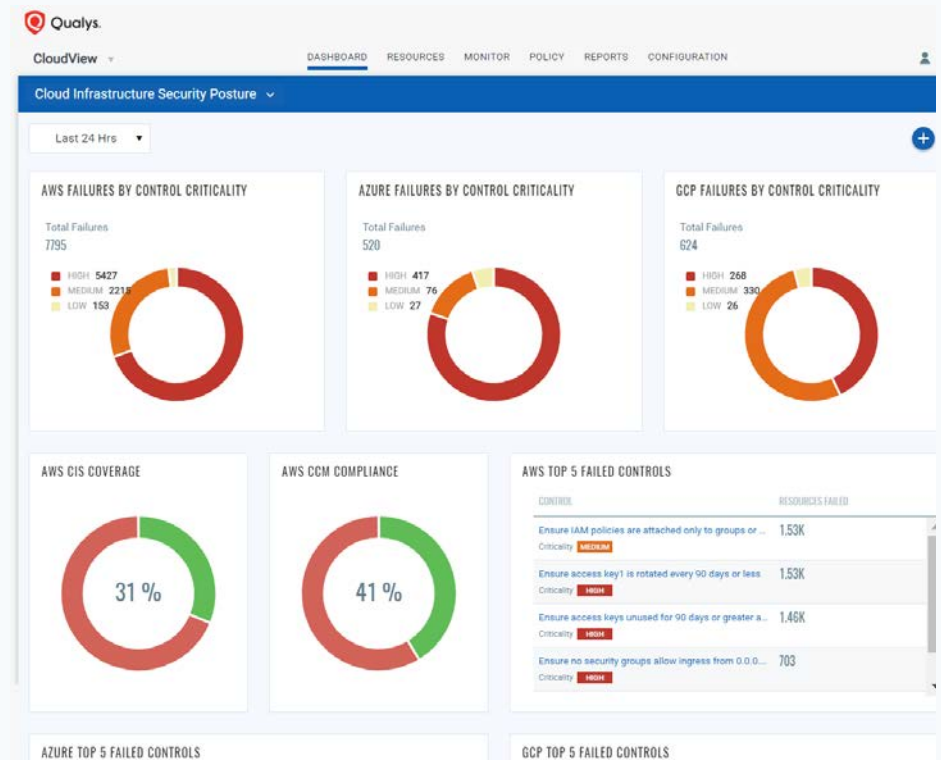 Qualys.
CloudView
DASHBOARD RESOURCES MONITOR POLICY REPORTS CONFIGURATION
Cloud Infrastructure Security Posture
Last 24 Hrs
AWS FAILURES BY CONTROL CRITICALITY
Total Failures
7795
HIGH 5427
MEDIUM 2215
LOW 153
AZURE FAILURES BY CONTROL CRITICALITY
Total Failures
520
HIGH 417
MEDIUM 76
LOW 27
GCP FAILURES BY CONTROL CRITICALITY
Total Failures
624
HIGH 268
MEDIUM 330
LOW 26
AWS CIS COVERAGE
31 %
AWS CCM COMPLIANCE
41 %
AWS TOP 5 FAILED CONTROLS
CONTROL RESOURCES FAILED
Ensure IAM policies are attached only to groups or ... 1.53K
Criticality MEDIUM
Ensure access key1 is rotated every 90 days or less 1.53K
Criticality HIGH
Ensure access keys unused for 90 days or greater a... 1.46K
Criticality HIGH
Ensure no security groups allow ingress from 0.0.0.... 703
Criticality HIGH
AZURE TOP 5 FAILED CONTROLS
GCP TOP 5 FAILED CONTROLS